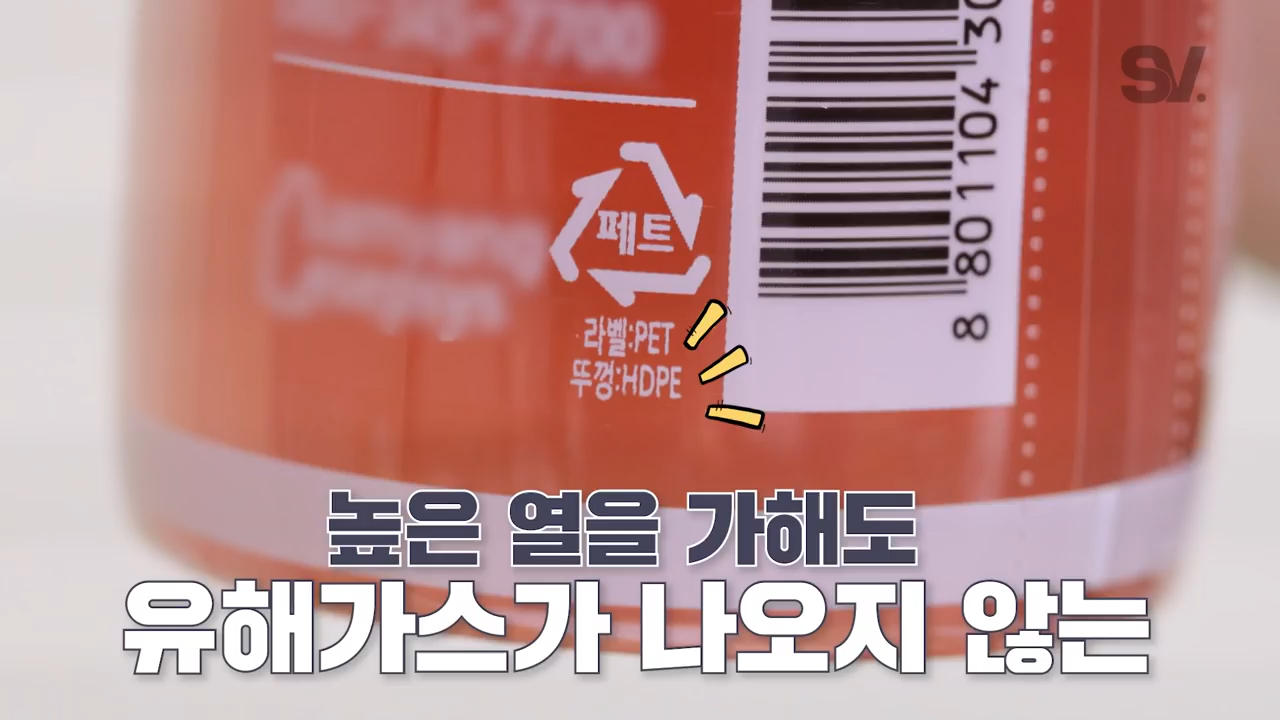 SV.
페트
라벨:PET
뚜껑:HDPE
8 801104 30
높은 열을 가해도
유해가스가 나오지 않는